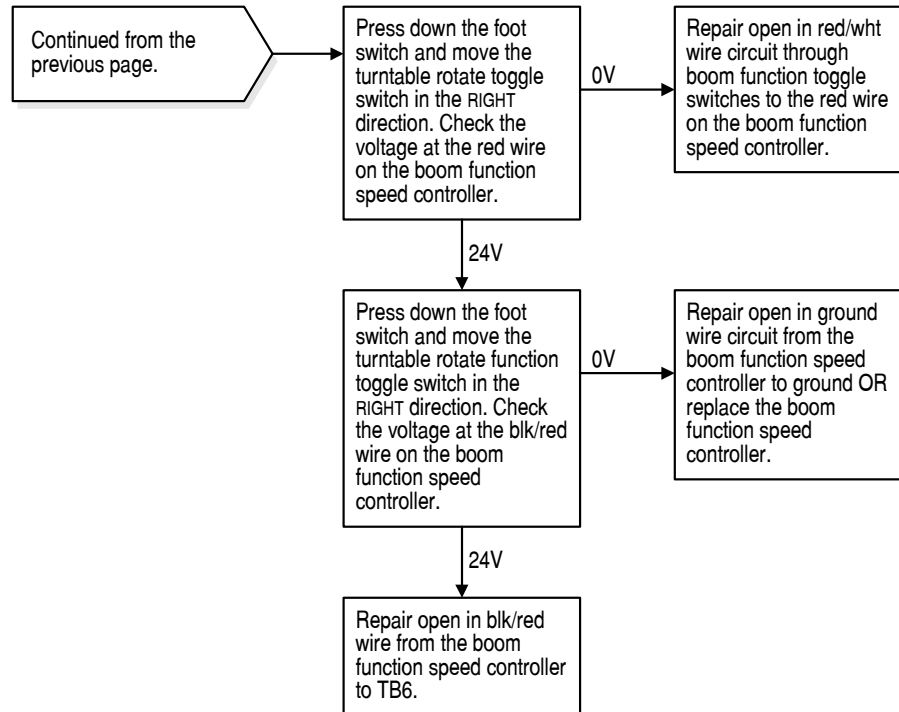 Continued from the
previous page.
Press down the foot
switch and move the
turntable rotate toggle
switch in the RIGHT
direction. Check the
voltage at the red wire
on the boom function
speed controller.
0V
Repair open in red/wht
wire circuit through
boom function toggle
switches to the red wire
on the boom function
speed controller.
24V
Press down the foot
switch and move the
turntable rotate function
toggle switch in the
RIGHT direction. Check
the voltage at the blk/red
wire on the boom
function speed
controller.
0V
Repair open in ground
wire circuit from the
boom function speed
controller to ground OR
replace the boom
function speed
controller.
24V
Repair open in blk/red
wire from the boom
function speed controller
to TB6.